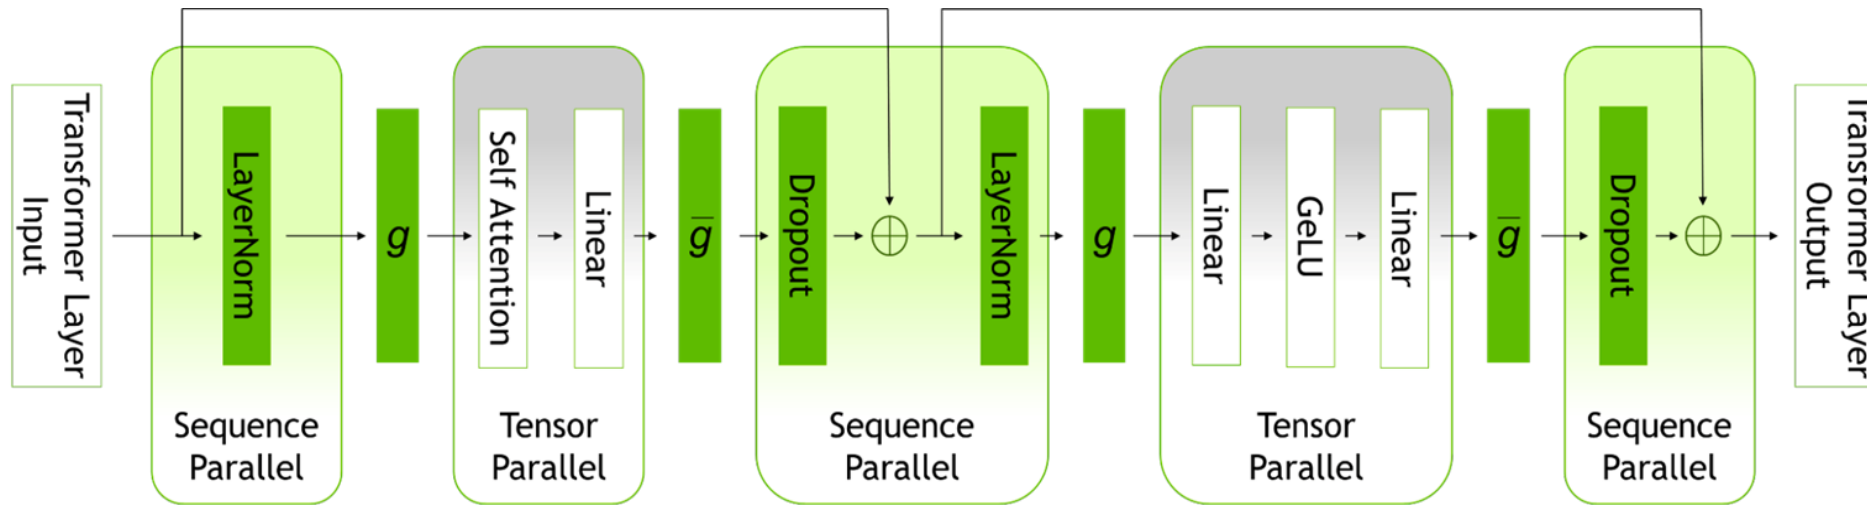 Transformer Layer
Input
LayerNorm
Sequence
Parallel
g
Self Attention
Linear
Tensor
Parallel
g̅
Dropout
LayerNorm
Sequence
Parallel
g
Linear
GeLU
Linear
Tensor
Parallel
g̅
Dropout
Sequence
Parallel
Transformer Layer
Output